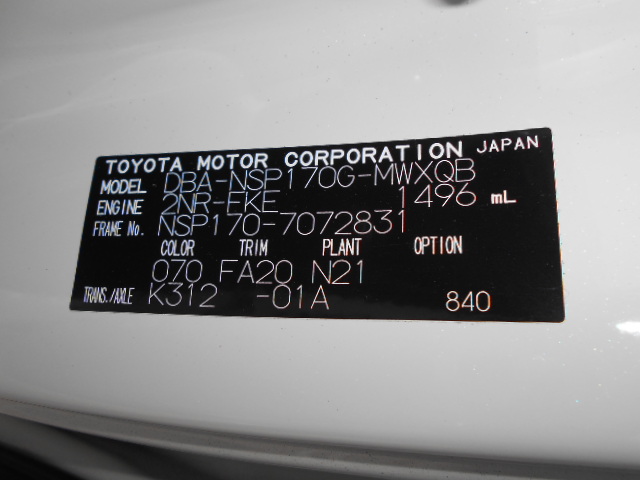 TOYOTA MOTOR CORPORATION JAPAN
MODEL DBA-NSP170G-MWXQB
ENGINE 2NR-FKE 1496 mL
FRAME No. NSP170-7072831
COLOR TRIM PLANT OPTION
070 FA20 N21
TRANS./AXLE K312 -01A 840